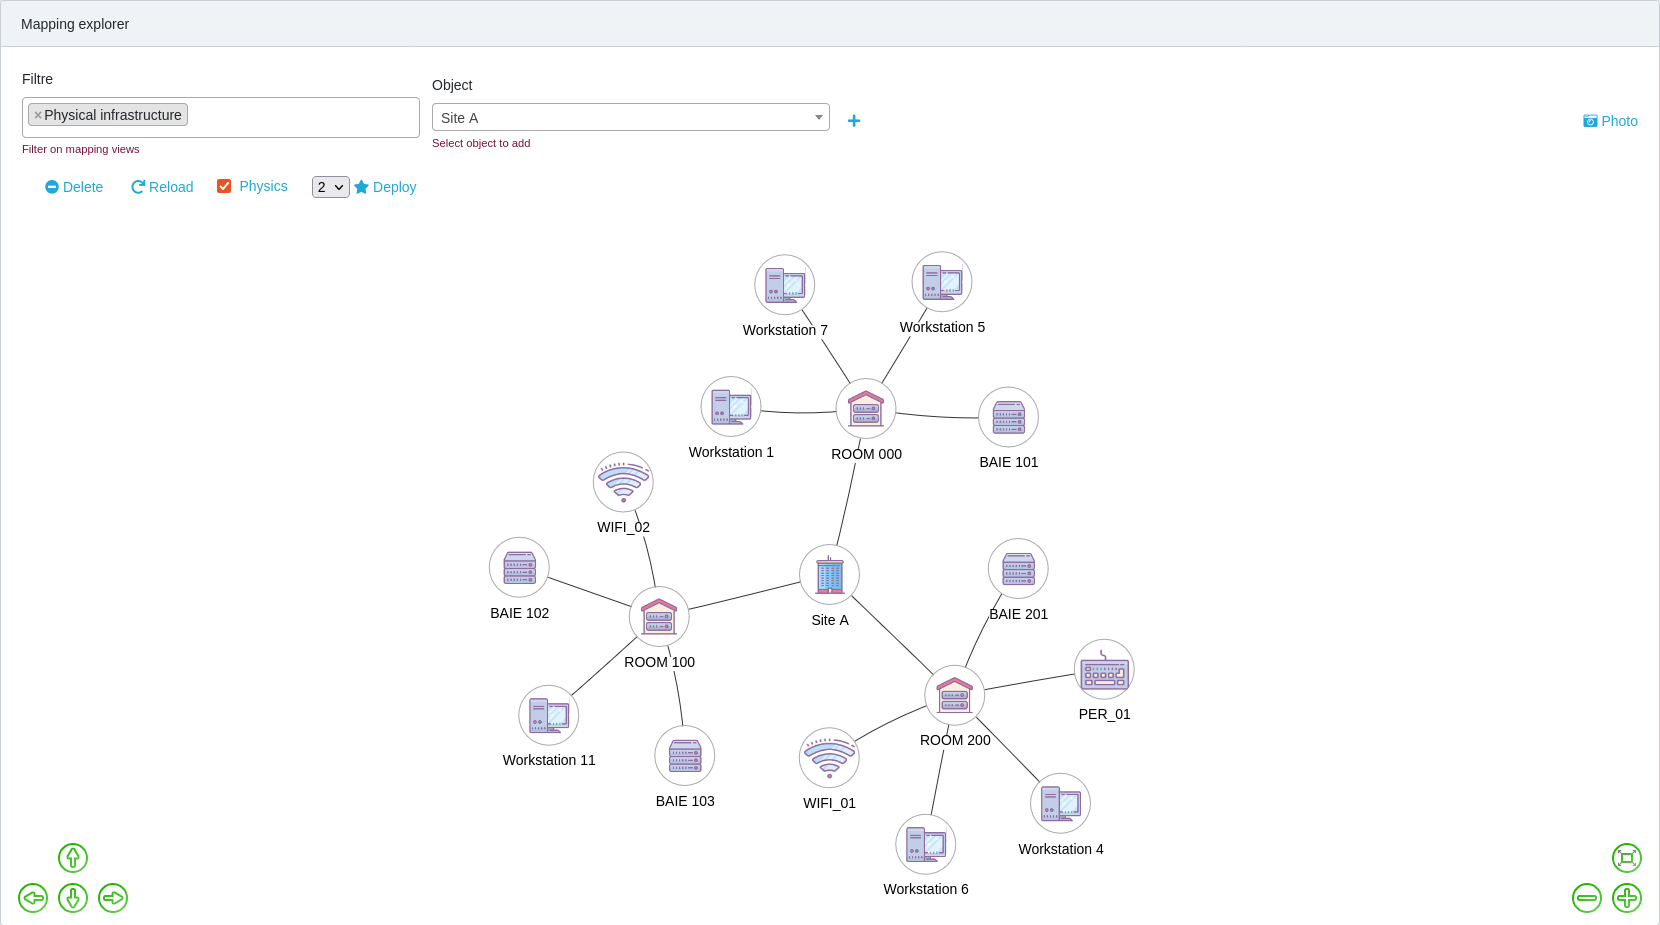 Mapping explorer
Filtre
Object
×Physical infrastructure
Site A
Photo
Filter on mapping views
Select object to add
Delete
Reload
Physics
2
Deploy
Workstation 7
Workstation 5
Workstation 1
ROOM 000
BAIE 101
WIFI_02
BAIE 102
Site A
BAIE 201
ROOM 100
PER_01
ROOM 200
Workstation 11
BAIE 103
WIFI_01
Workstation 4
Workstation 6